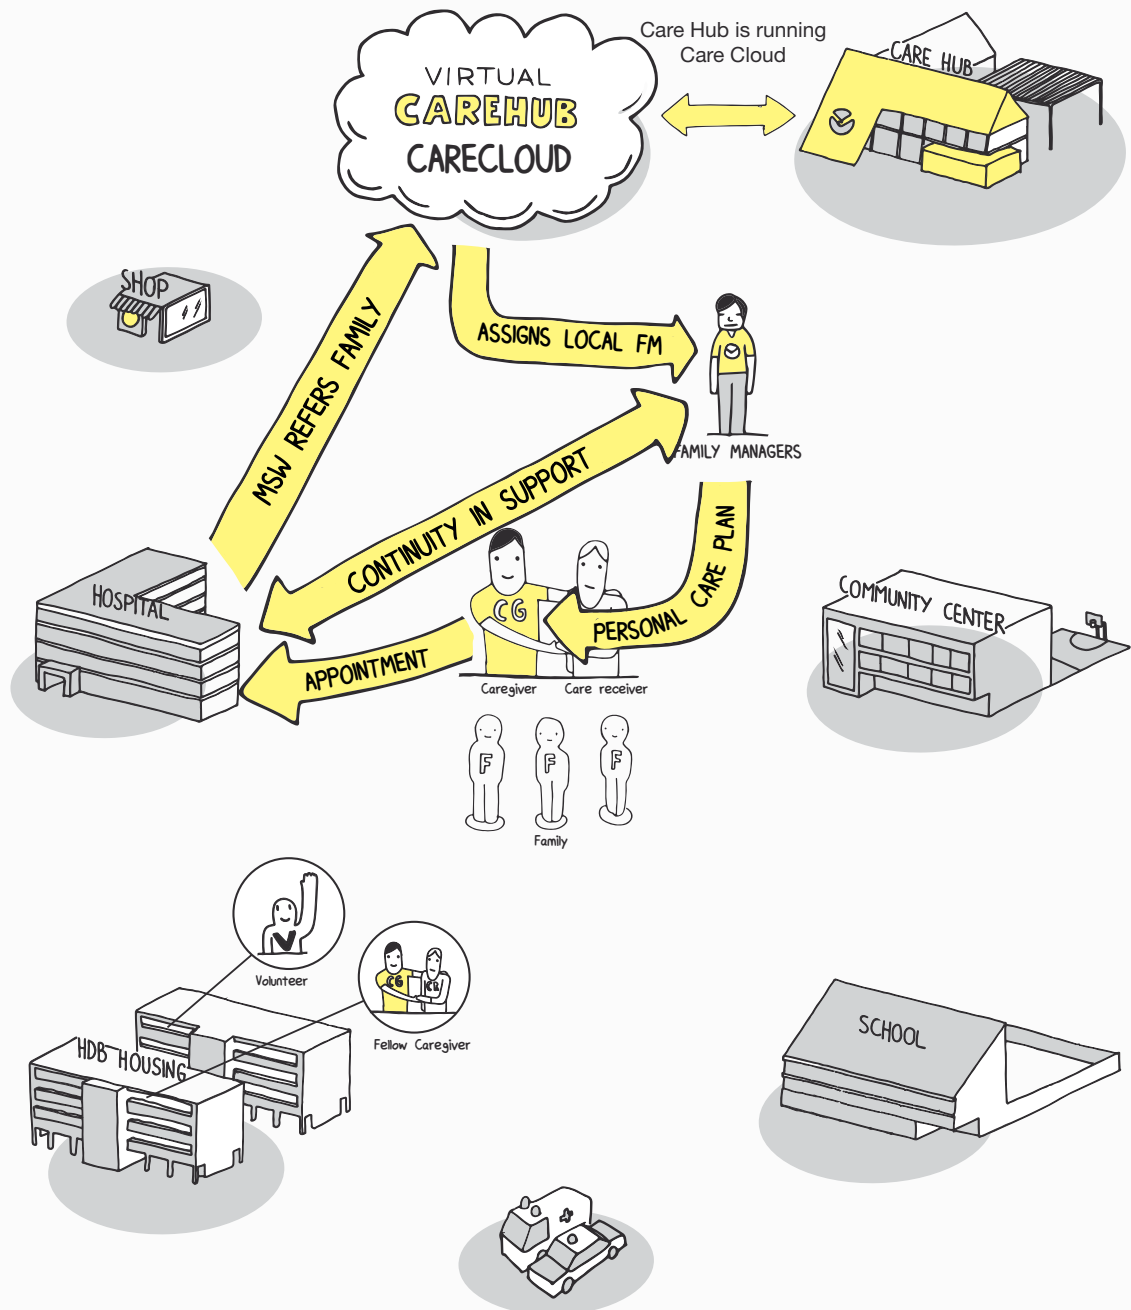 Care Hub is running
Care Cloud
VIRTUAL
CAREHUB
CARECLOUD
CARE HUB
SHOP
MSW REFERS FAMILY
ASSIGNS LOCAL FM
FAMILY MANAGERS
CONTINUITY IN SUPPORT
PERSONAL CARE PLAN
HOSPITAL
CG
APPOINTMENT
Caregiver
Care receiver
COMMUNITY CENTER
F
F
F
Family
V
Volunteer
CG
CR
Fellow Caregiver
HDB HOUSING
SCHOOL